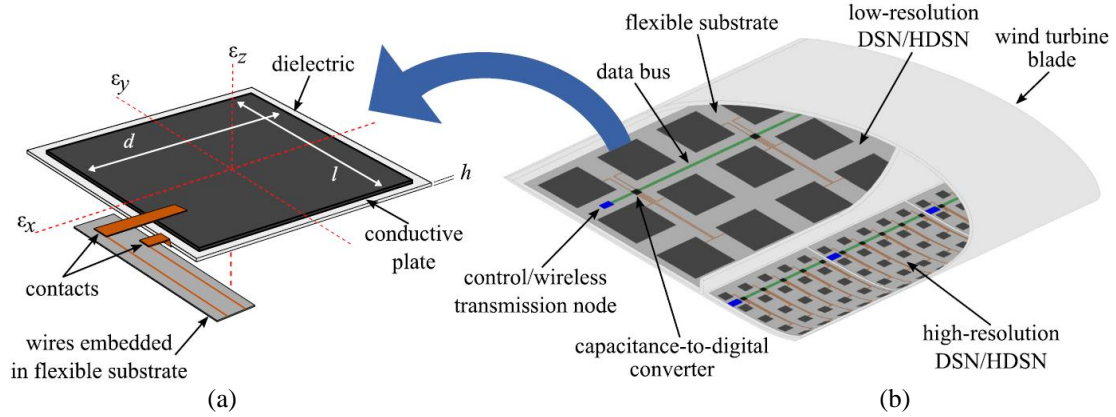 εz
dielectric
εy
d
l
h
εx
conductive
plate
contacts
wires embedded
in flexible substrate
(a)
flexible substrate
low-resolution
DSN/HDSN
wind turbine
blade
data bus
control/wireless
transmission node
capacitance-to-digital
converter
high-resolution
DSN/HDSN
(b)